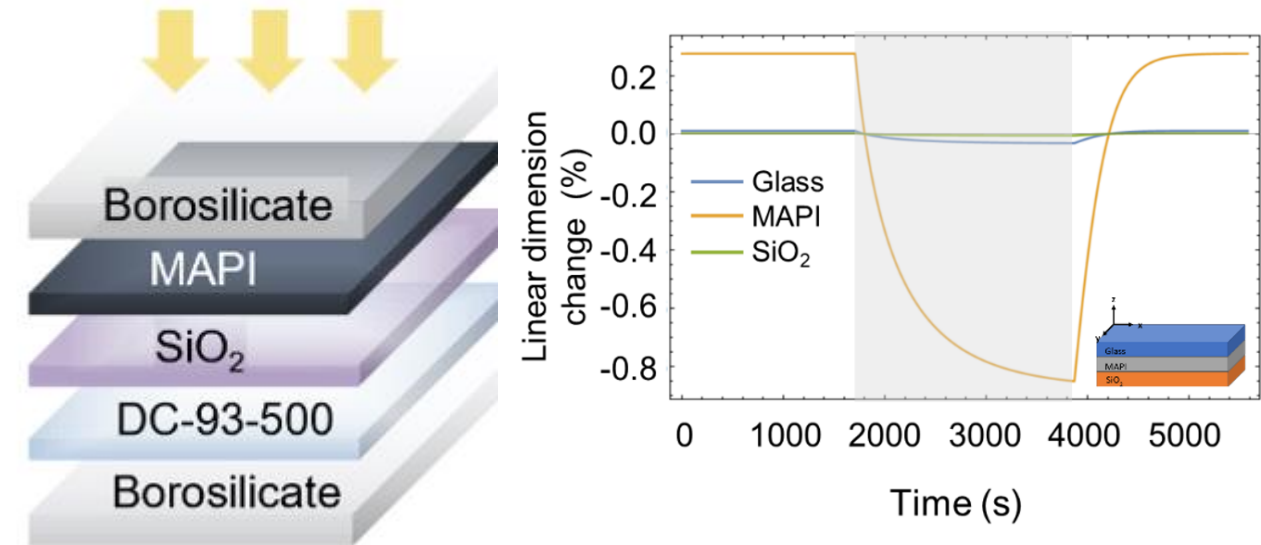 Borosilicate
MAPI
SiO₂
DC-93-500
Borosilicate
Linear dimension
change (%)
0.2
0.0
-0.2
-0.4
-0.6
-0.8
Glass
MAPI
SiO₂
z
x
y
Glass
MAPI
SiO₂
0 1000 2000 3000 4000 5000
Time (s)